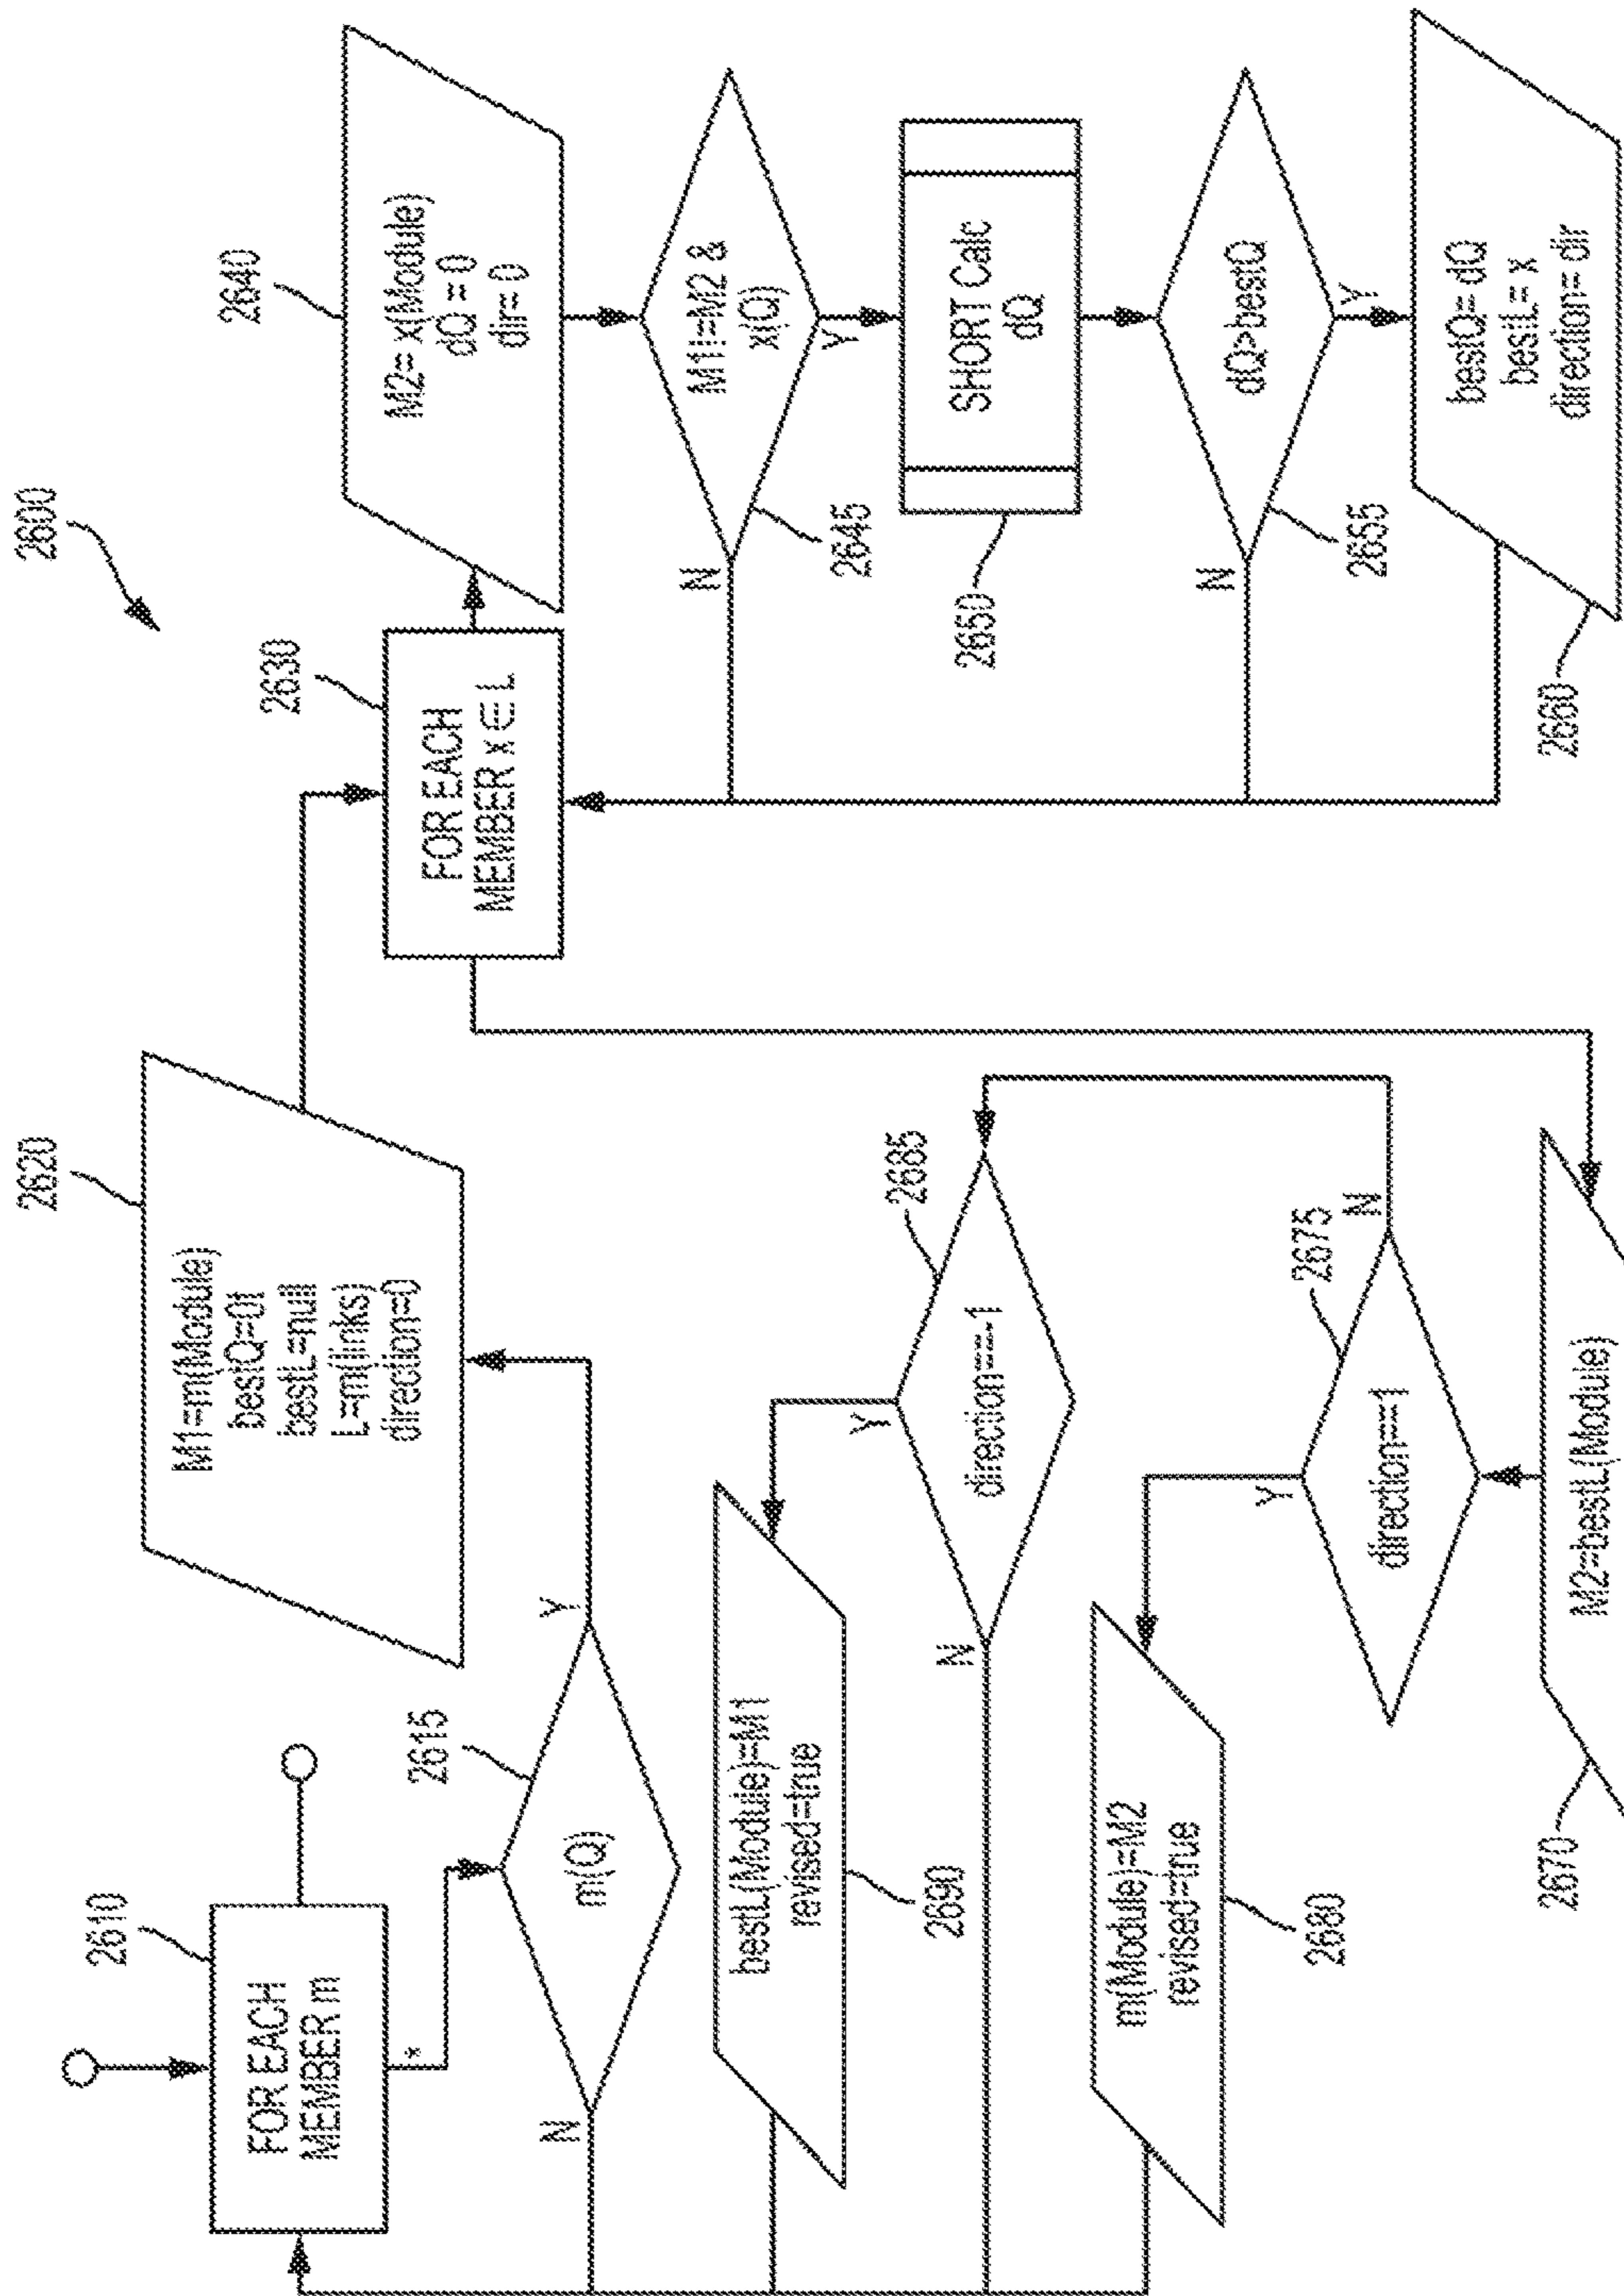 2600
2610
FOR EACH
MEMBER m
*
2615
m(Q)
Y
N
2620
M1=m(Module)
bestQ=0f
bestL=null
L=m(links)
direction=0
2630
FOR EACH
MEMBER x ∈ L
2640
M2= x(Module)
dQ = 0
dir= 0
2645
M1!=M2 &
x(Q)
N
Y
2650
SHORT Calc
dQ
2655
dQ>bestQ
N
Y
2660
bestQ= dQ
bestL= x
direction= dir
2670
M2=bestL(Module)
2675
direction==1
Y
N
2680
m(Module)=M2
revised=true
2685
direction==-1
Y
N
2690
bestL(Module)=M1
revised=true